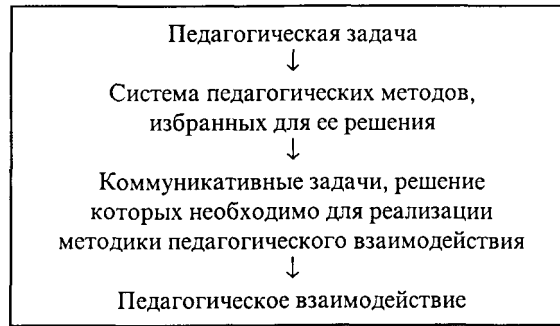 Педагогическая задача
↓
Система педагогических методов,
избранных для ее решения
↓
Коммуникативные задачи, решение
которых необходимо для реализации
методики педагогического взаимодействия
↓
Педагогическое взаимодействие